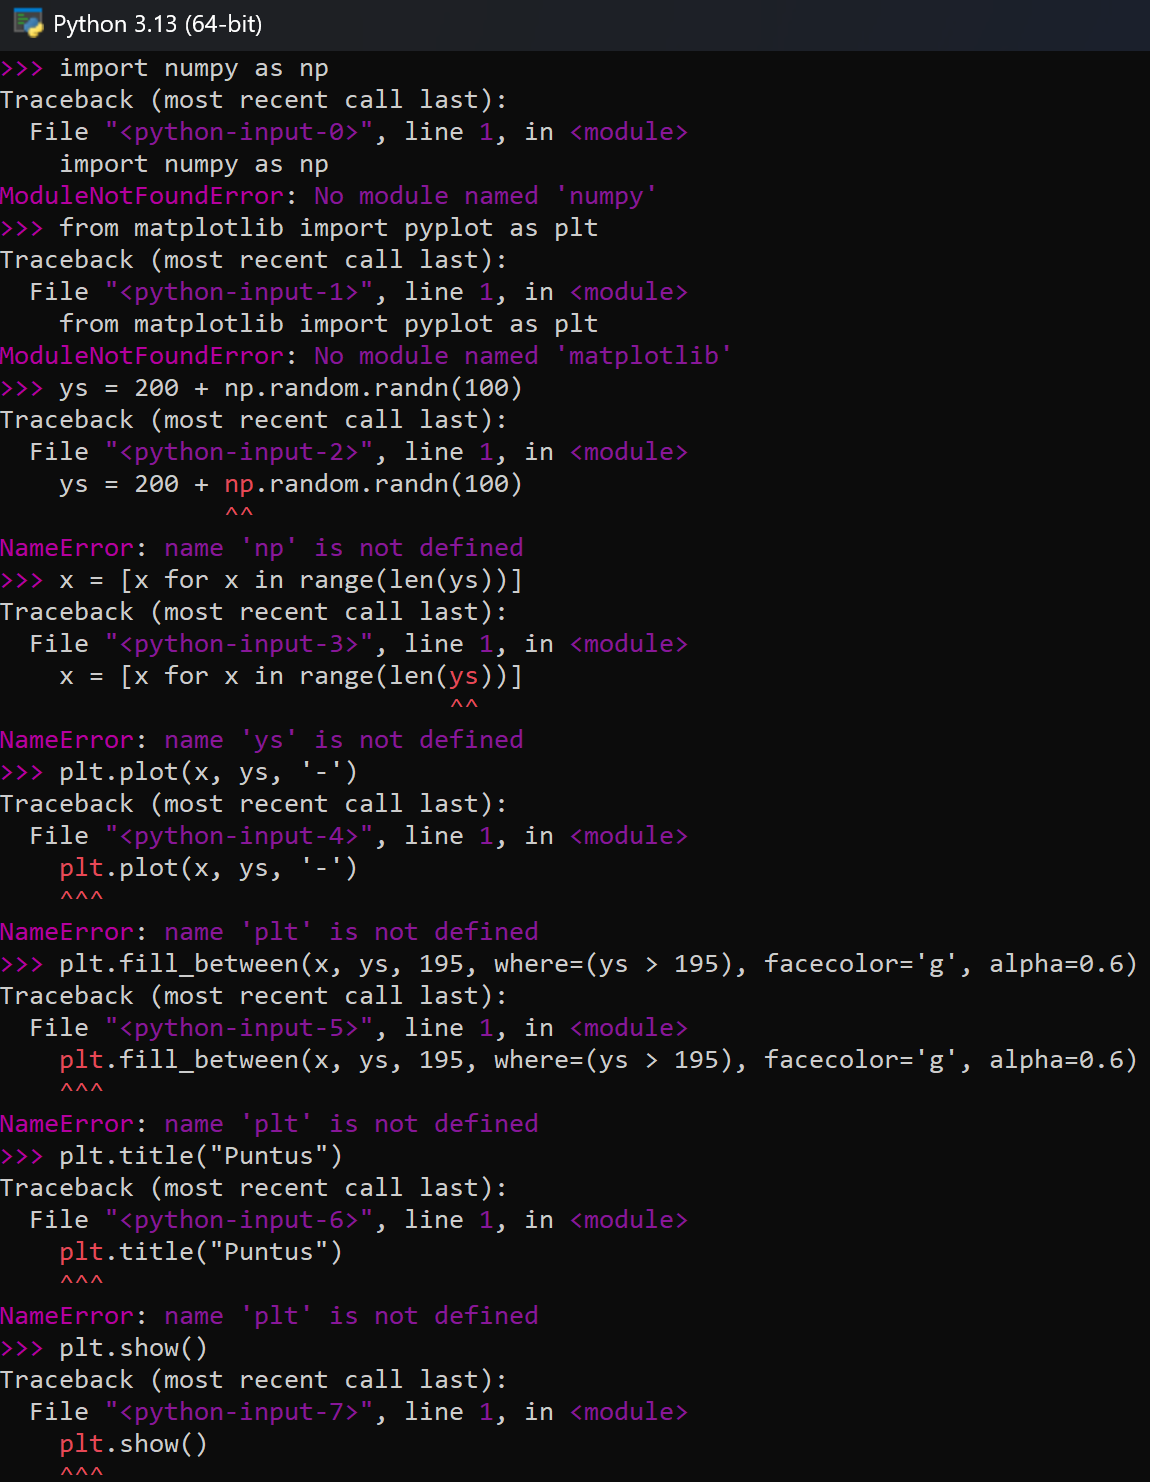 Python 3.13 (64-bit)
>>> import numpy as np
Traceback (most recent call last):
  File "<python-input-0>", line 1, in <module>
    import numpy as np
ModuleNotFoundError: No module named 'numpy'
>>> from matplotlib import pyplot as plt
Traceback (most recent call last):
  File "<python-input-1>", line 1, in <module>
    from matplotlib import pyplot as plt
ModuleNotFoundError: No module named 'matplotlib'
>>> ys = 200 + np.random.randn(100)
Traceback (most recent call last):
  File "<python-input-2>", line 1, in <module>
    ys = 200 + np.random.randn(100)
               ^^
NameError: name 'np' is not defined
>>> x = [x for x in range(len(ys))]
Traceback (most recent call last):
  File "<python-input-3>", line 1, in <module>
    x = [x for x in range(len(ys))]
                              ^^
NameError: name 'ys' is not defined
>>> plt.plot(x, ys, '-')
Traceback (most recent call last):
  File "<python-input-4>", line 1, in <module>
    plt.plot(x, ys, '-')
    ^^^
NameError: name 'plt' is not defined
>>> plt.fill_between(x, ys, 195, where=(ys > 195), facecolor='g', alpha=0.6)
Traceback (most recent call last):
  File "<python-input-5>", line 1, in <module>
    plt.fill_between(x, ys, 195, where=(ys > 195), facecolor='g', alpha=0.6)
    ^^^
NameError: name 'plt' is not defined
>>> plt.title("Puntus")
Traceback (most recent call last):
  File "<python-input-6>", line 1, in <module>
    plt.title("Puntus")
    ^^^
NameError: name 'plt' is not defined
>>> plt.show()
Traceback (most recent call last):
  File "<python-input-7>", line 1, in <module>
    plt.show()
    ^^^